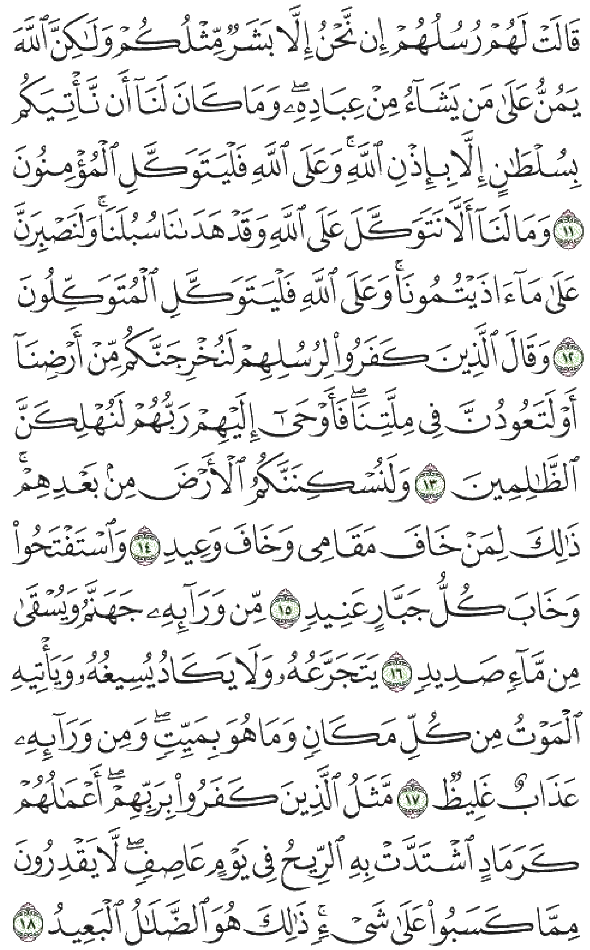 قَالَتۡ لَهُمۡ رُسُلُهُمۡ إِن نَّحۡنُ إِلَّا بَشَرٞ مِّثۡلُكُمۡ وَلَٰكِنَّ ٱللَّهَ
يَمُنُّ عَلَىٰ مَن يَشَآءُ مِنۡ عِبَادِهِۦۖ وَمَا كَانَ لَنَآ أَن نَّأۡتِيَكُم
بِسُلۡطَٰنٍ إِلَّا بِإِذۡنِ ٱللَّهِۚ وَعَلَى ٱللَّهِ فَلۡيَتَوَكَّلِ ٱلۡمُؤۡمِنُونَ
١١ وَمَا لَنَآ أَلَّا نَتَوَكَّلَ عَلَى ٱللَّهِ وَقَدۡ هَدَىٰنَا سُبُلَنَاۚ وَلَنَصۡبِرَنَّ
عَلَىٰ مَآ ءَاذَيۡتُمُونَاۚ وَعَلَى ٱللَّهِ فَلۡيَتَوَكَّلِ ٱلۡمُتَوَكِّلُونَ
١٢ وَقَالَ ٱلَّذِينَ كَفَرُواْ لِرُسُلِهِمۡ لَنُخۡرِجَنَّكُم مِّنۡ أَرۡضِنَآ
أَوۡ لَتَعُودُنَّ فِي مِلَّتِنَاۖ فَأَوۡحَىٰٓ إِلَيۡهِمۡ رَبُّهُمۡ لَنُهۡلِكَنَّ
ٱلظَّٰلِمِينَ ١٣ وَلَنُسۡكِنَنَّكُمُ ٱلۡأَرۡضَ مِنۢ بَعۡدِهِمۡۚ
ذَٰلِكَ لِمَنۡ خَافَ مَقَامِي وَخَافَ وَعِيدِ ١٤ وَٱسۡتَفۡتَحُواْ
وَخَابَ كُلُّ جَبَّارٍ عَنِيدٖ ١٥ مِّن وَرَآئِهِۦ جَهَنَّمُ وَيُسۡقَىٰ
مِن مَّآءٖ صَدِيدٖ ١٦ يَتَجَرَّعُهُۥ وَلَا يَكَادُ يُسِيغُهُۥ وَيَأۡتِيهِ
ٱلۡمَوۡتُ مِن كُلِّ مَكَانٖ وَمَا هُوَ بِمَيِّتٖۖ وَمِن وَرَآئِهِۦ
عَذَابٌ غَلِيظٞ ١٧ مَّثَلُ ٱلَّذِينَ كَفَرُواْ بِرَبِّهِمۡۖ أَعۡمَٰلُهُمۡ
كَرَمَادٍ ٱشۡتَدَّتۡ بِهِ ٱلرِّيحُ فِي يَوۡمٍ عَاصِفٖۖ لَّا يَقۡدِرُونَ
مِمَّا كَسَبُواْ عَلَىٰ شَيۡءٖۚ ذَٰلِكَ هُوَ ٱلضَّلَٰلُ ٱلۡبَعِيدُ ١٨